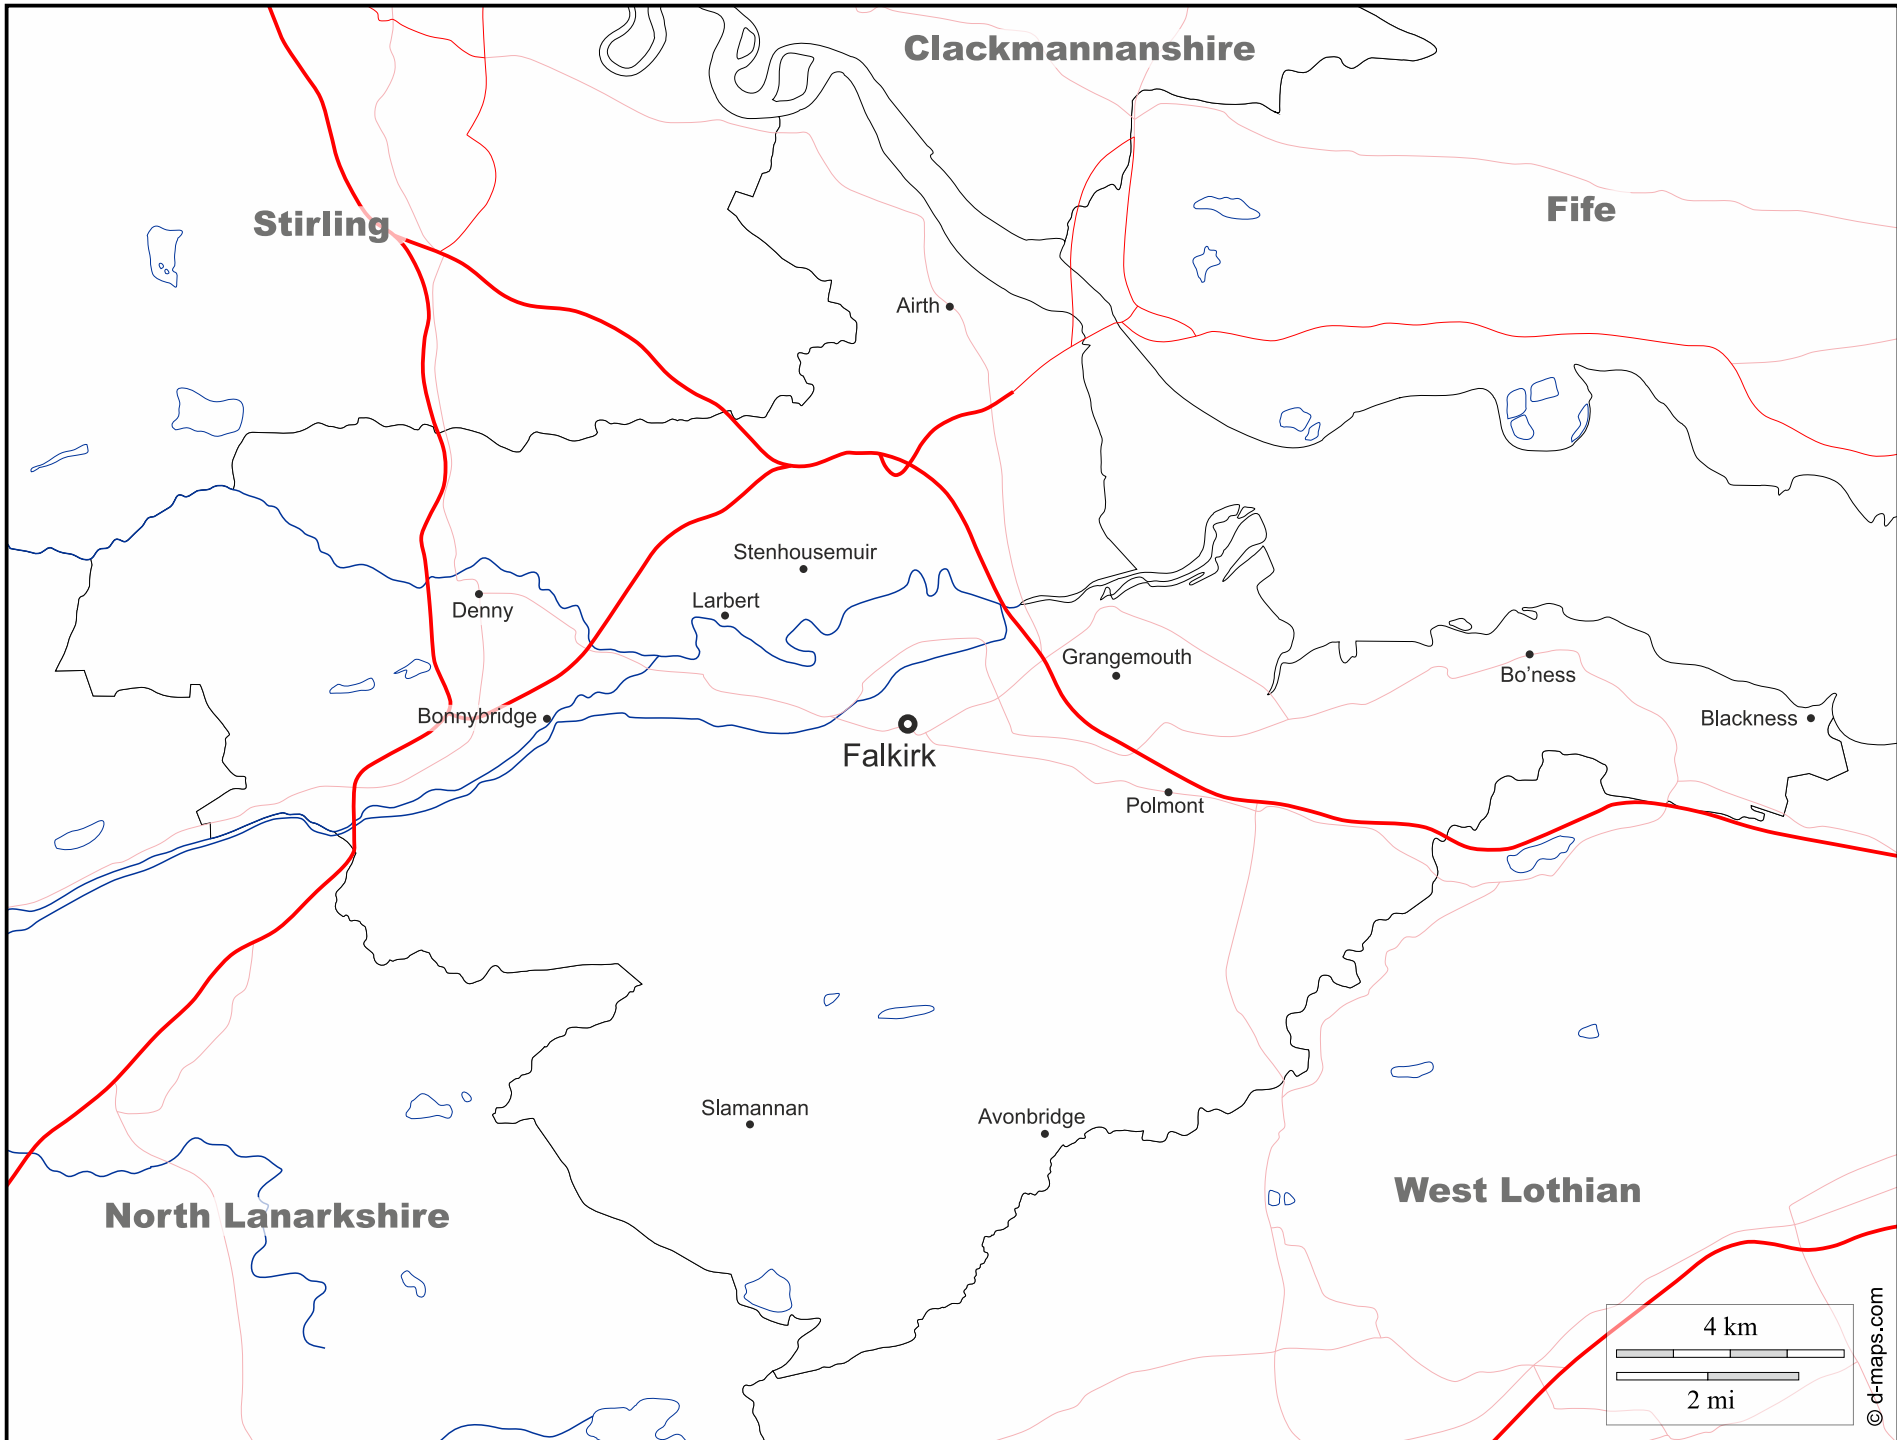 Clackmannanshire
Stirling
Fife
Airth
Stenhousemuir
Larbert
Denny
Grangemouth
Bo'ness
Bonnybridge
Blackness
Falkirk
Polmont
Slamannan
Avonbridge
West Lothian
North Lanarkshire
4 km
2 mi
© d-maps.com